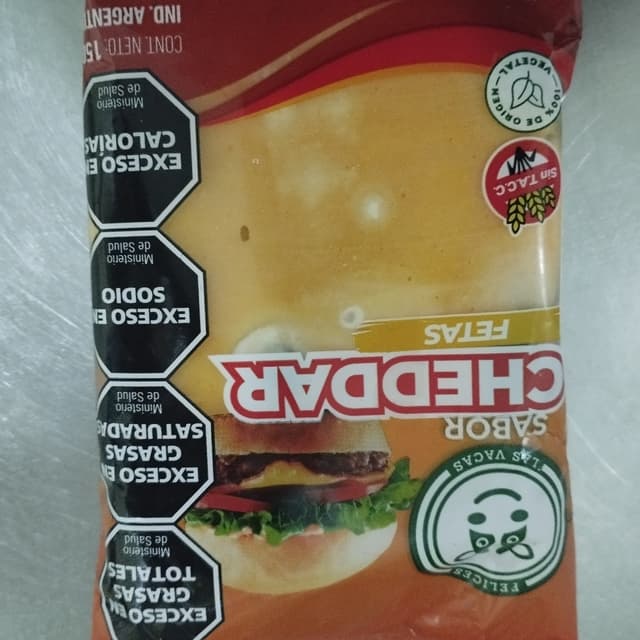 FELICES
LAS VACAS
SABOR
CHEDDAR
FETAS
Sin T.A.C.C.
100% DE ORIGEN VEGETAL
EXCESO EN
GRASAS
TOTALES
Ministerio
de Salud
EXCESO EN
GRASAS
SATURADAS
Ministerio
de Salud
EXCESO EN
SODIO
Ministerio
de Salud
EXCESO EN
CALORÍAS
Ministerio
de Salud
CONT. NETO:
IND. ARGENT